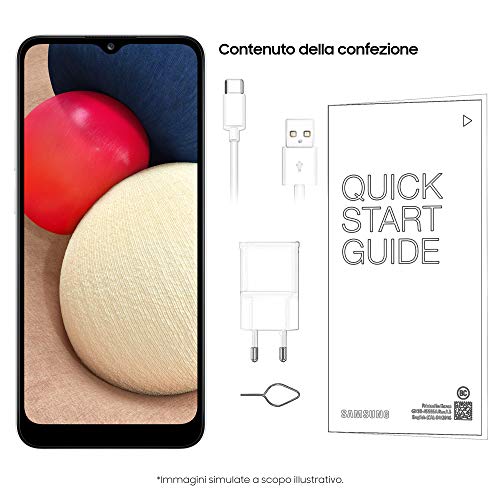 Contenuto della confezione
QUICK
START
GUIDE
SAMSUNG
*Immagini simulate a scopo illustrativo.